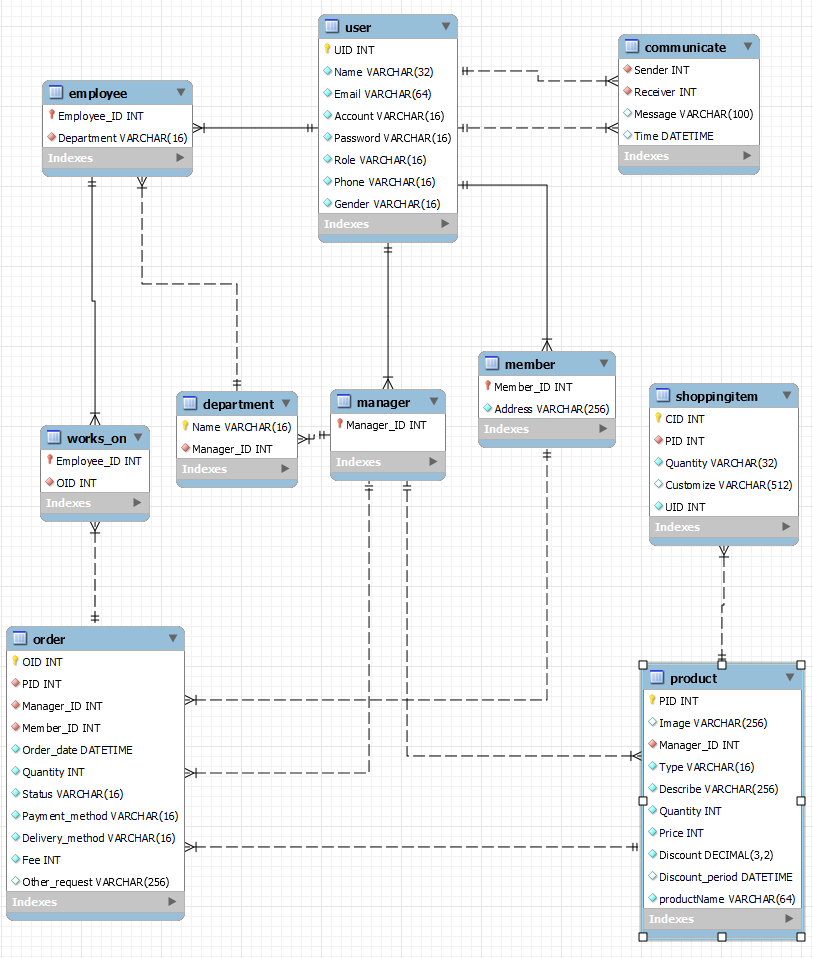 user
UID INT
Name VARCHAR(32)
Email VARCHAR(64)
Account VARCHAR(16)
Password VARCHAR(16)
Role VARCHAR(16)
Phone VARCHAR(16)
Gender VARCHAR(16)
Indexes
communicate
Sender INT
Receiver INT
Message VARCHAR(100)
Time DATETIME
Indexes
employee
Employee_ID INT
Department VARCHAR(16)
Indexes
department
Name VARCHAR(16)
Manager_ID INT
Indexes
manager
Manager_ID INT
Indexes
member
Member_ID INT
Address VARCHAR(256)
Indexes
shoppingitem
CID INT
PID INT
Quantity VARCHAR(32)
Customize VARCHAR(512)
UID INT
Indexes
works_on
Employee_ID INT
OID INT
Indexes
order
OID INT
PID INT
Manager_ID INT
Member_ID INT
Order_date DATETIME
Quantity INT
Status VARCHAR(16)
Payment_method VARCHAR(16)
Delivery_method VARCHAR(16)
Fee INT
Other_request VARCHAR(256)
Indexes
product
PID INT
Image VARCHAR(256)
Manager_ID INT
Type VARCHAR(16)
Describe VARCHAR(256)
Quantity INT
Price INT
Discount DECIMAL(3,2)
Discount_period DATETIME
productName VARCHAR(64)
Indexes